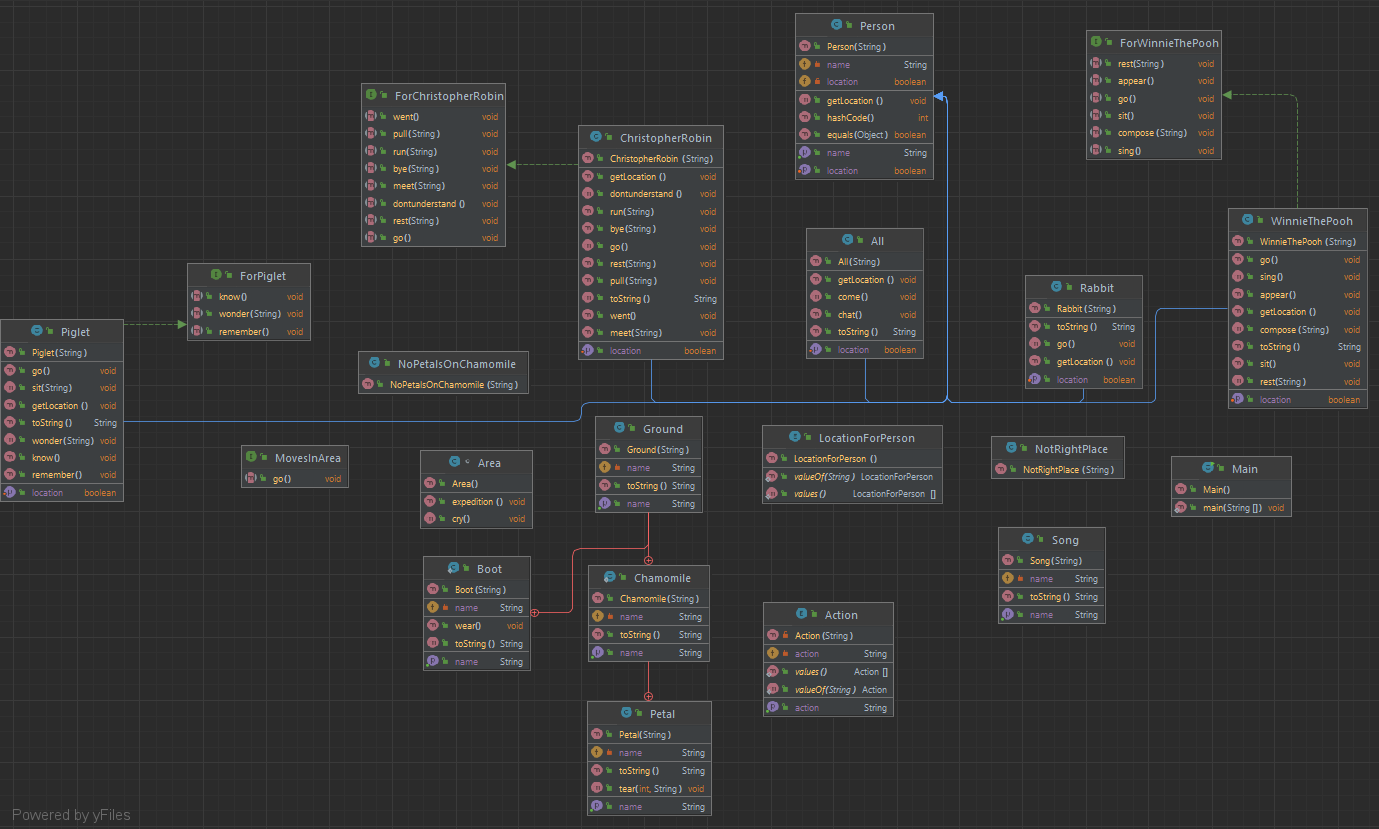 Person
Person(String)
name String
location boolean
getLocation () void
hashCode() int
equals(Object) boolean
name String
location boolean
ForWinnieThePooh
rest(String) void
appear() void
go() void
sit() void
compose (String) void
sing() void
ForChristopherRobin
went() void
pull(String) void
run(String) void
bye(String) void
meet(String) void
dontunderstand () void
rest(String) void
go() void
ChristopherRobin
ChristopherRobin (String)
getLocation () void
dontunderstand () void
run(String) void
bye(String) void
go() void
rest(String) void
pull(String) void
toString () String
went() void
meet(String) void
location boolean
WinnieThePooh
WinnieThePooh (String)
go() void
sing() void
appear() void
getLocation () void
compose (String) void
toString () String
sit() void
rest(String) void
location boolean
All
All(String)
getLocation () void
come() void
chat() void
toString () String
location boolean
ForPiglet
know() void
wonder(String) void
remember() void
Rabbit
Rabbit (String)
toString () String
go() void
getLocation () void
location boolean
Piglet
Piglet(String)
go() void
sit(String) void
getLocation () void
toString () String
wonder(String) void
know() void
remember() void
location boolean
NoPetalsOnChamomile
NoPetalsOnChamomile (String)
Ground
Ground(String)
name String
toString () String
name String
LocationForPerson
LocationForPerson ()
valueOf(String) LocationForPerson
values() LocationForPerson []
NotRightPlace
NotRightPlace (String)
MovesInArea
go() void
Area
Area()
expedition () void
cry() void
Main
Main()
main(String []) void
Song
Song(String)
name String
toString () String
name String
Boot
Boot(String)
name String
wear() void
toString () String
name String
Chamomile
Chamomile(String)
name String
toString () String
name String
Action
Action(String)
action String
values() Action []
valueOf(String) Action
action String
Petal
Petal(String)
name String
toString () String
tear(int, String) void
name String
Powered by yFiles